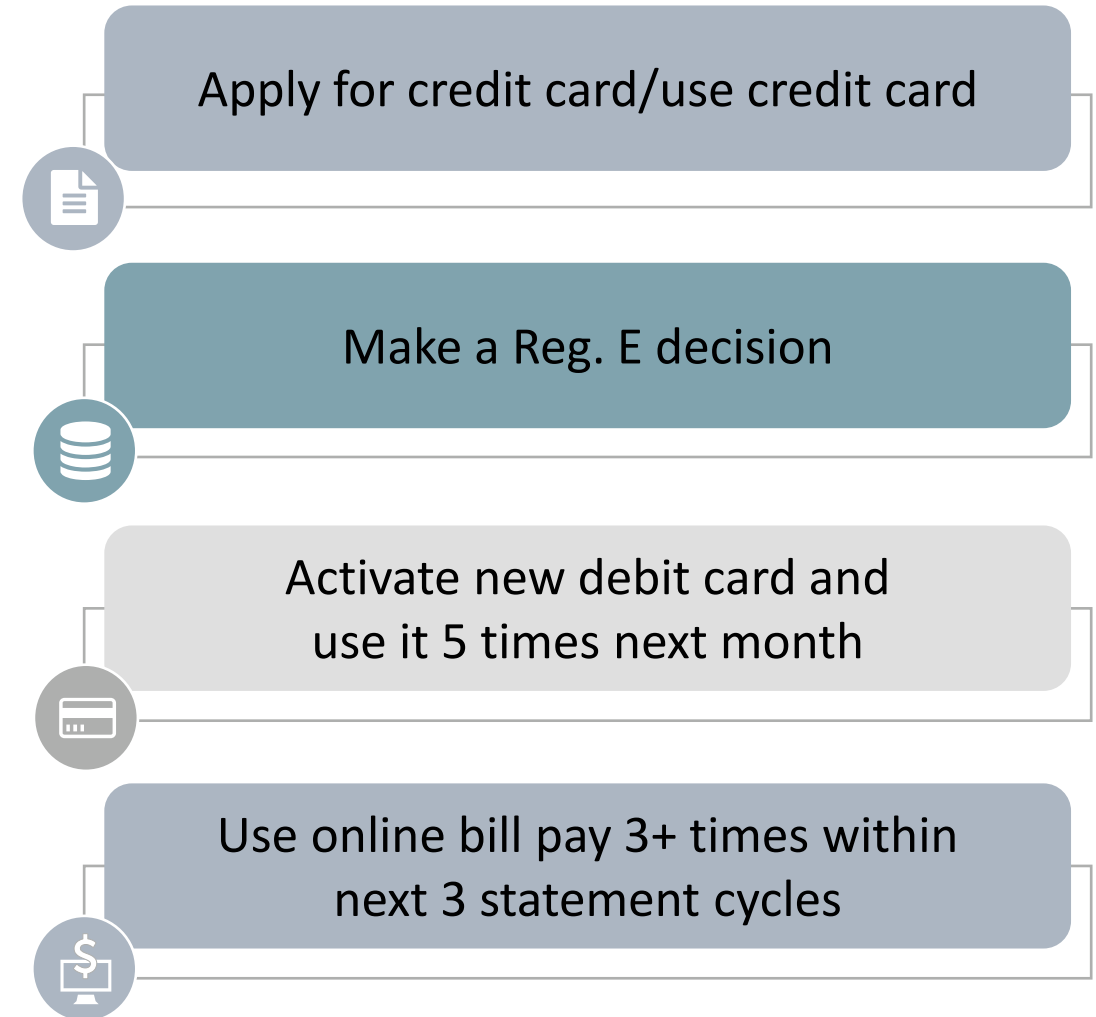 Apply for credit card/use credit card
Make a Reg. E decision
Activate new debit card and
use it 5 times next month
Use online bill pay 3+ times within
next 3 statement cycles
$